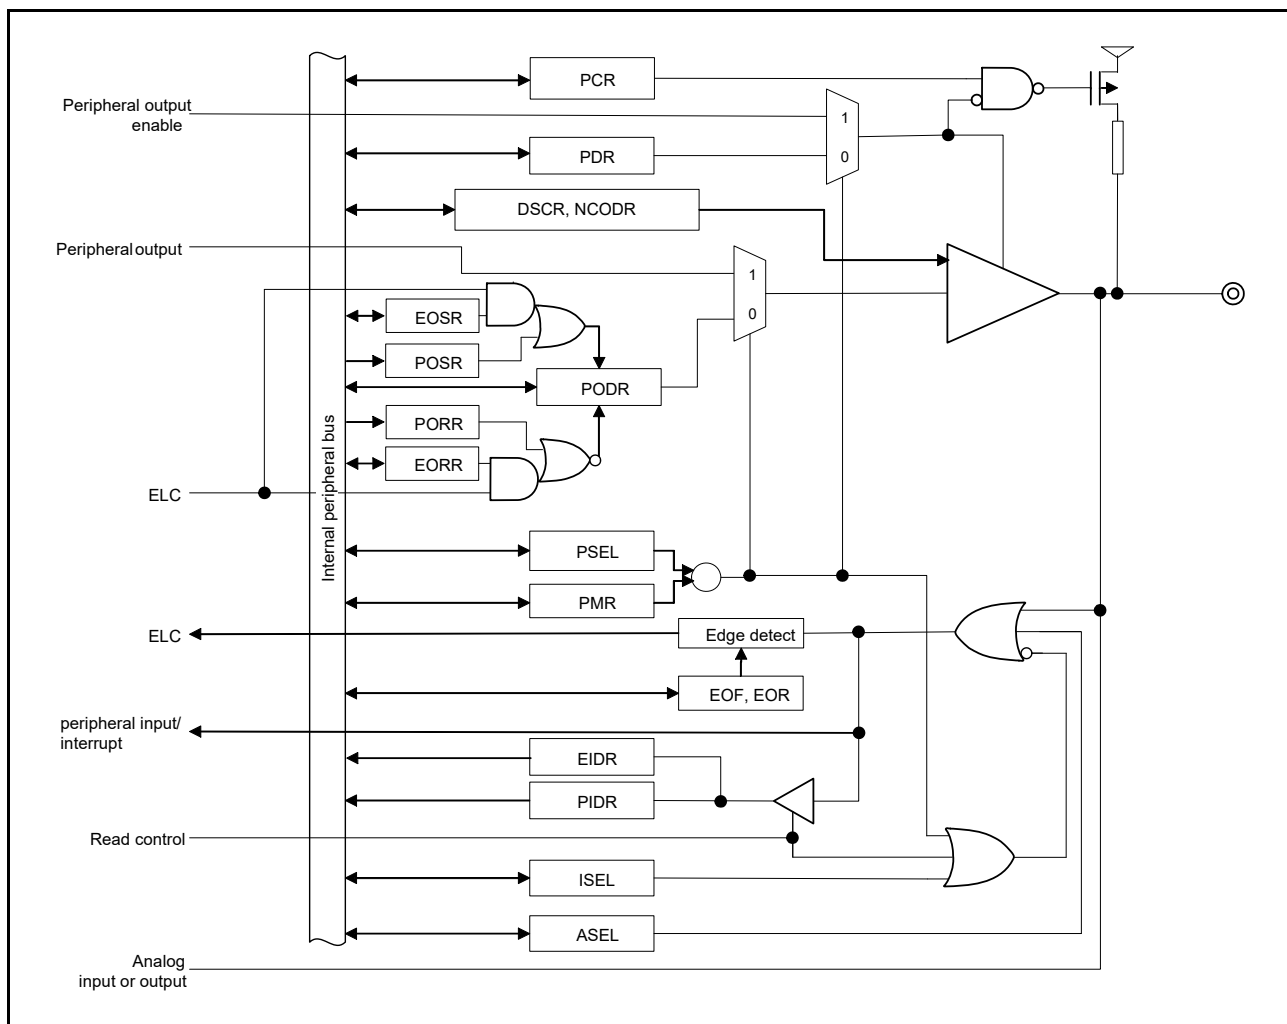 PCR
Peripheral output
enable
1
PDR
0
DSCR, NCODR
Peripheral output
1
EOSR
0
POSR
PODR
PORR
EORR
ELC
Internal peripheral bus
PSEL
PMR
ELC
Edge detect
EOF, EOR
peripheral input/
interrupt
EIDR
PIDR
Read control
ISEL
ASEL
Analog
input or output